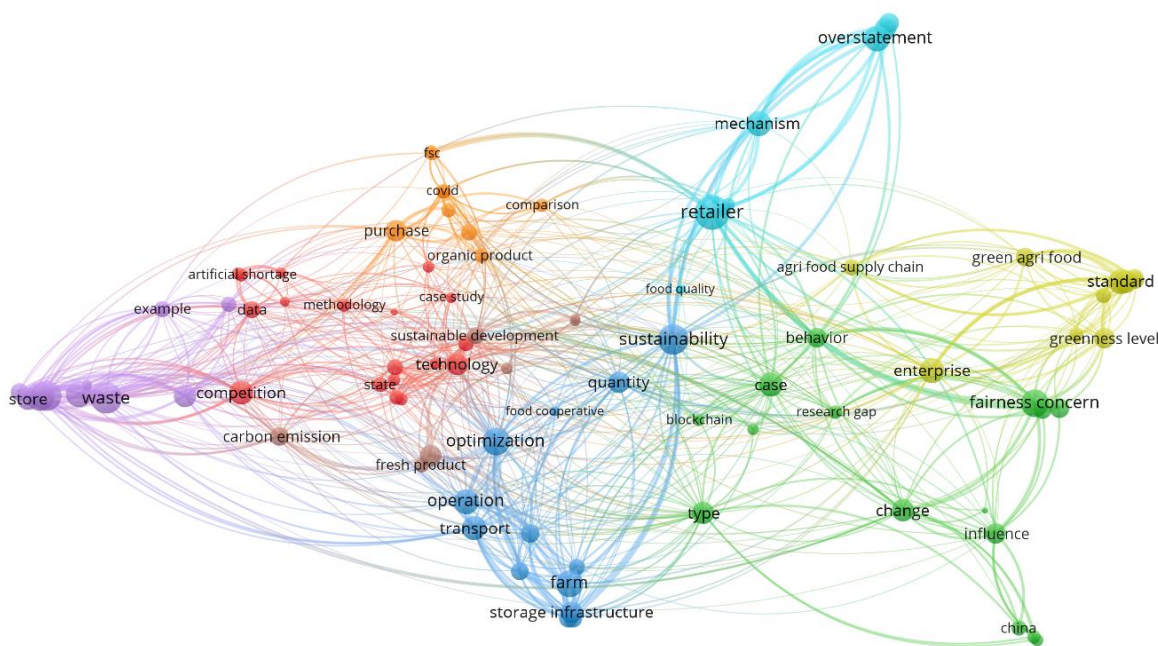 overstatement
mechanism
fsc
covid
comparison
retailer
purchase
organic product
agri food supply chain
green agri food
artificial shortage
standard
food quality
example
data
methodology
case study
sustainable development
sustainability
behavior
greenness level
technology
enterprise
state
quantity
case
store
waste
competition
fairness concern
food cooperative
blockchain
research gap
carbon emission
optimization
fresh product
operation
type
change
transport
influence
farm
storage infrastructure
china